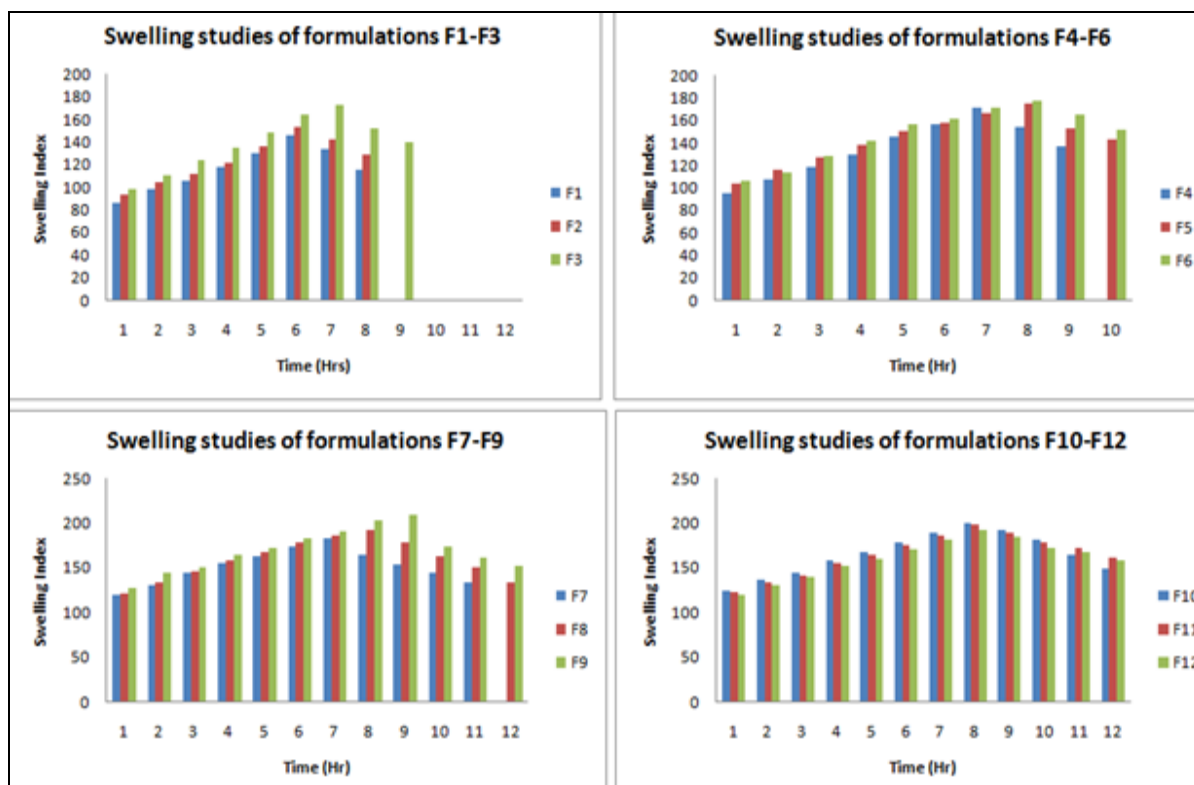 Swelling studies of formulations F1-F3
200
180
160
140
120
100
80
60
40
20
0
Swelling Index
1 2 3 4 5 6 7 8 9 10 11 12
Time (Hrs)
F1
F2
F3
Swelling studies of formulations F4-F6
200
180
160
140
120
100
80
60
40
20
0
Swelling Index
1 2 3 4 5 6 7 8 9 10
Time (Hr)
F4
F5
F6
Swelling studies of formulations F7-F9
250
200
150
100
50
0
Swelling Index
1 2 3 4 5 6 7 8 9 10 11 12
Time (Hr)
F7
F8
F9
Swelling studies of formulations F10-F12
250
200
150
100
50
0
Swelling Index
1 2 3 4 5 6 7 8 9 10 11 12
Time (Hr)
F10
F11
F12